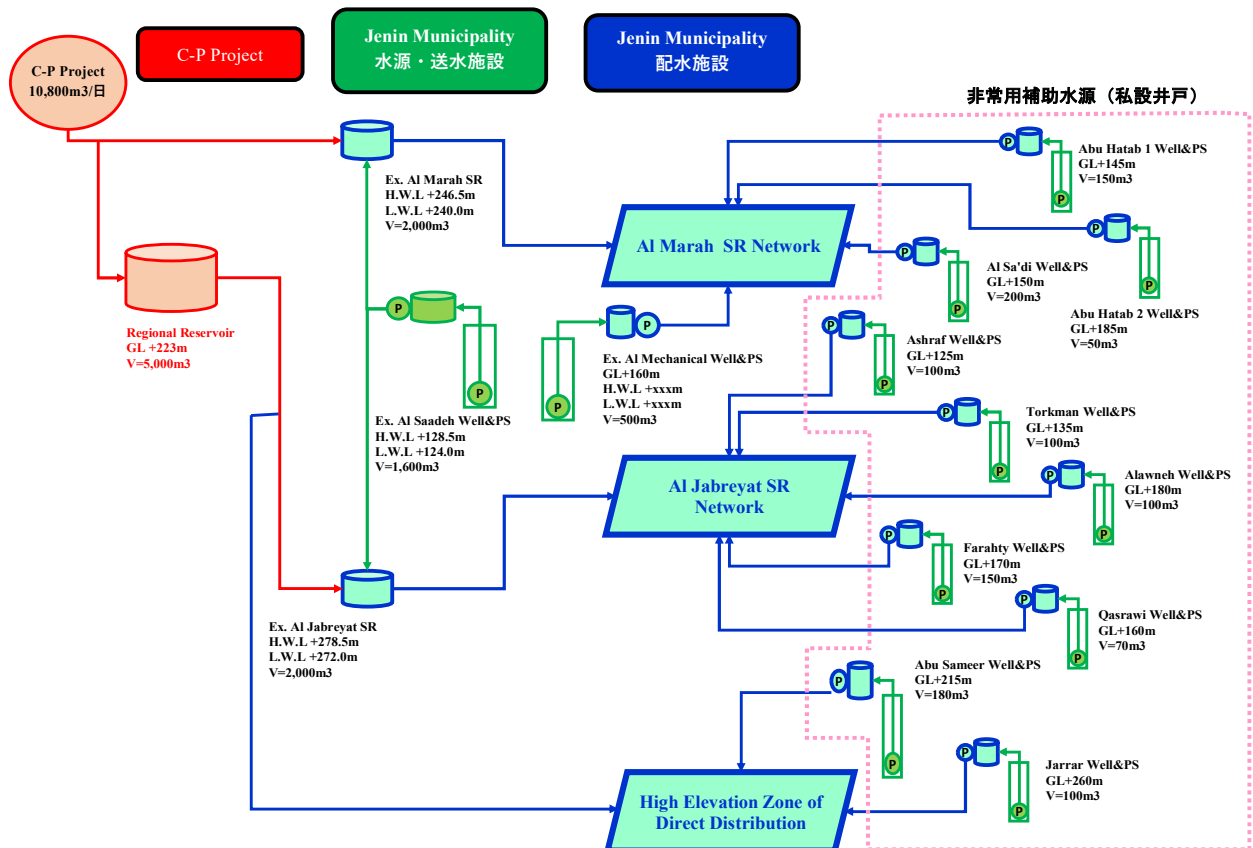 C-P Project
10,800m3/日
C-P Project
Jenin Municipality
水源・送水施設
Jenin Municipality
配水施設
非常用補助水源（私設井戸）
Ex. Al Marah SR
H.W.L +246.5m
L.W.L +240.0m
V=2,000m3
Al Marah SR Network
P
Abu Hatab 1 Well&PS
GL+145m
V=150m3
P
P
Abu Hatab 2 Well&PS
GL+185m
V=50m3
P
P
Al Sa'di Well&PS
GL+150m
V=200m3
P
Regional Reservoir
GL +223m
V=5,000m3
P
P
Ex. Al Saadeh Well&PS
H.W.L +128.5m
L.W.L +124.0m
V=1,600m3
P
P
Ex. Al Mechanical Well&PS
GL+160m
H.W.L +xxxm
L.W.L +xxxm
V=500m3
P
Ashraf Well&PS
GL+125m
V=100m3
P
P
Torkman Well&PS
GL+135m
V=100m3
P
Al Jabreyat SR
Network
P
Alawneh Well&PS
GL+180m
V=100m3
P
P
Farahty Well&PS
GL+170m
V=150m3
P
Ex. Al Jabreyat SR
H.W.L +278.5m
L.W.L +272.0m
V=2,000m3
P
Qasrawi Well&PS
GL+160m
V=70m3
P
P
Abu Sameer Well&PS
GL+215m
V=180m3
P
P
Jarrar Well&PS
GL+260m
V=100m3
P
High Elevation Zone of
Direct Distribution